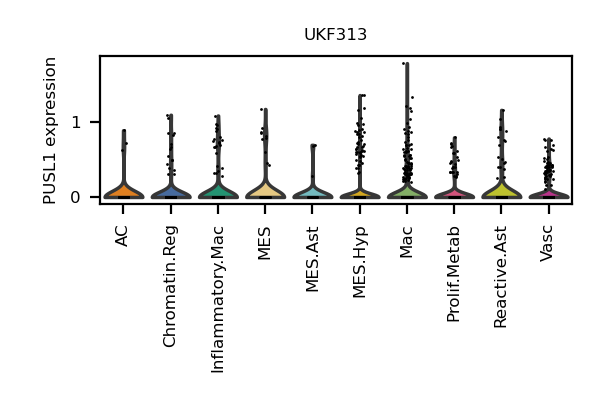 UKF313
PUSL1 expression
1
0
AC
Chromatin.Reg
Inflammatory.Mac
MES
MES.Ast
MES.Hyp
Mac
Prolif.Metab
Reactive.Ast
Vasc